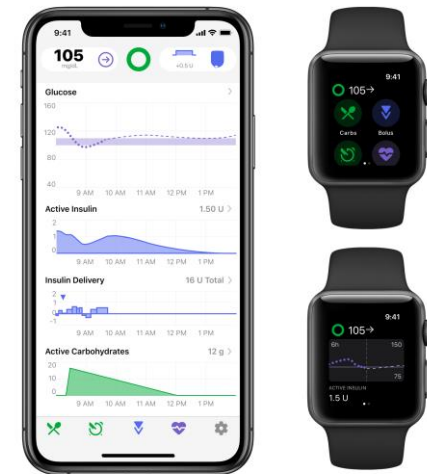 9:41
105
mg/dL
+0.5 U
Glucose
160
120
80
40
9 AM 10 AM 11 AM 12 PM 1 PM
Active Insulin 1.50 U
2
1
0
9 AM 10 AM 11 AM 12 PM 1 PM
Insulin Delivery 16 U Total
2
1
0
-1
9 AM 10 AM 11 AM 12 PM 1 PM
Active Carbohydrates 12 g
20
10
0
9 AM 10 AM 11 AM 12 PM 1 PM
9:41
105→
Carbs Bolus
9:41
105→
6h 150
75
ACTIVE INSULIN
1.5 U